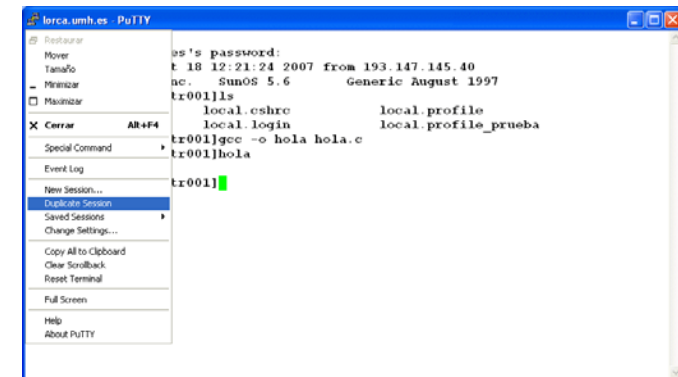 lorca.umh.es - PuTTY
Restaurar
Mover
Tamaño
Minimizar
Maximizar
Cerrar Alt+F4
Special Command
Event Log
New Session...
Duplicate Session
Saved Sessions
Change Settings...
Copy All to Clipboard
Clear Scrollback
Reset Terminal
Full Screen
Help
About PuTTY
es's password:
t 18 12:21:24 2007 from 193.147.145.40
nc. SunOS 5.6 Generic August 1997
tr001]ls
local.cshrc local.profile
local.login local.profile_prueba
tr001]gcc -o hola hola.c
tr001]hola
tr001]